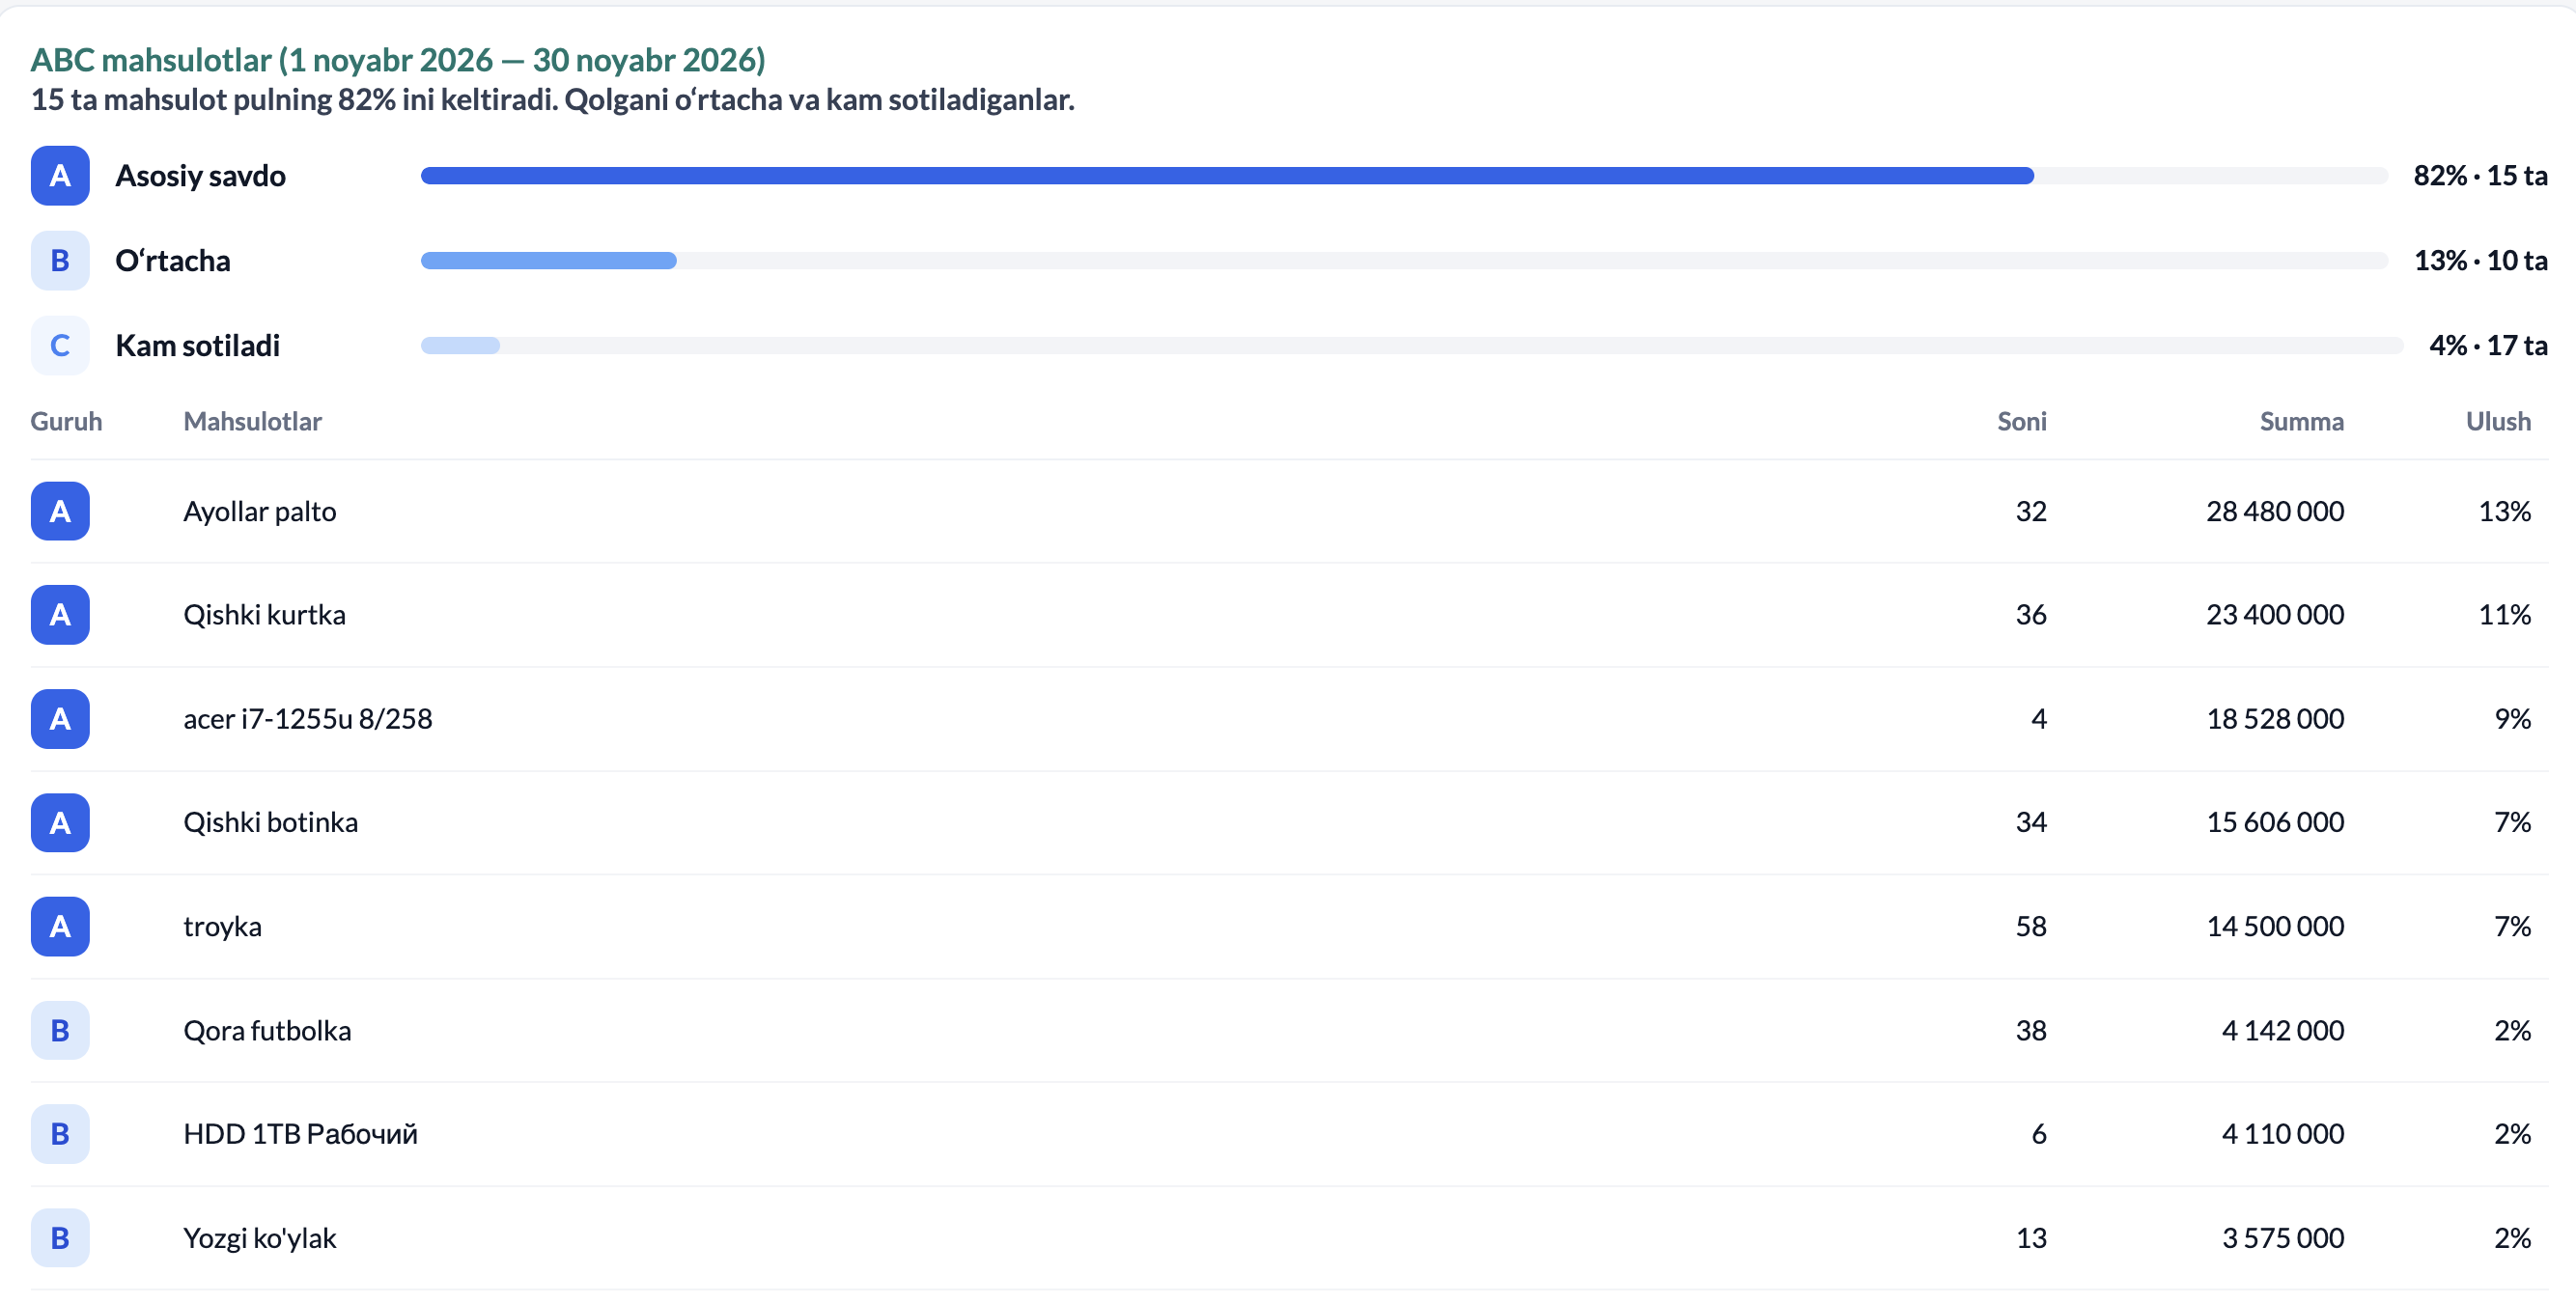 ABC mahsulotlar (1 noyabr 2026 — 30 noyabr 2026)
15 ta mahsulot pulning 82% ini keltiradi. Qolgani oʻrtacha va kam sotiladiganlar.
A Asosiy savdo 82% · 15 ta
B Oʻrtacha 13% · 10 ta
C Kam sotiladi 4% · 17 ta
Guruh Mahsulotlar Soni Summa Ulush
A Ayollar palto 32 28 480 000 13%
A Qishki kurtka 36 23 400 000 11%
A acer i7-1255u 8/258 4 18 528 000 9%
A Qishki botinka 34 15 606 000 7%
A troyka 58 14 500 000 7%
B Qora futbolka 38 4 142 000 2%
B HDD 1TB Рабочий 6 4 110 000 2%
B Yozgi ko'ylak 13 3 575 000 2%